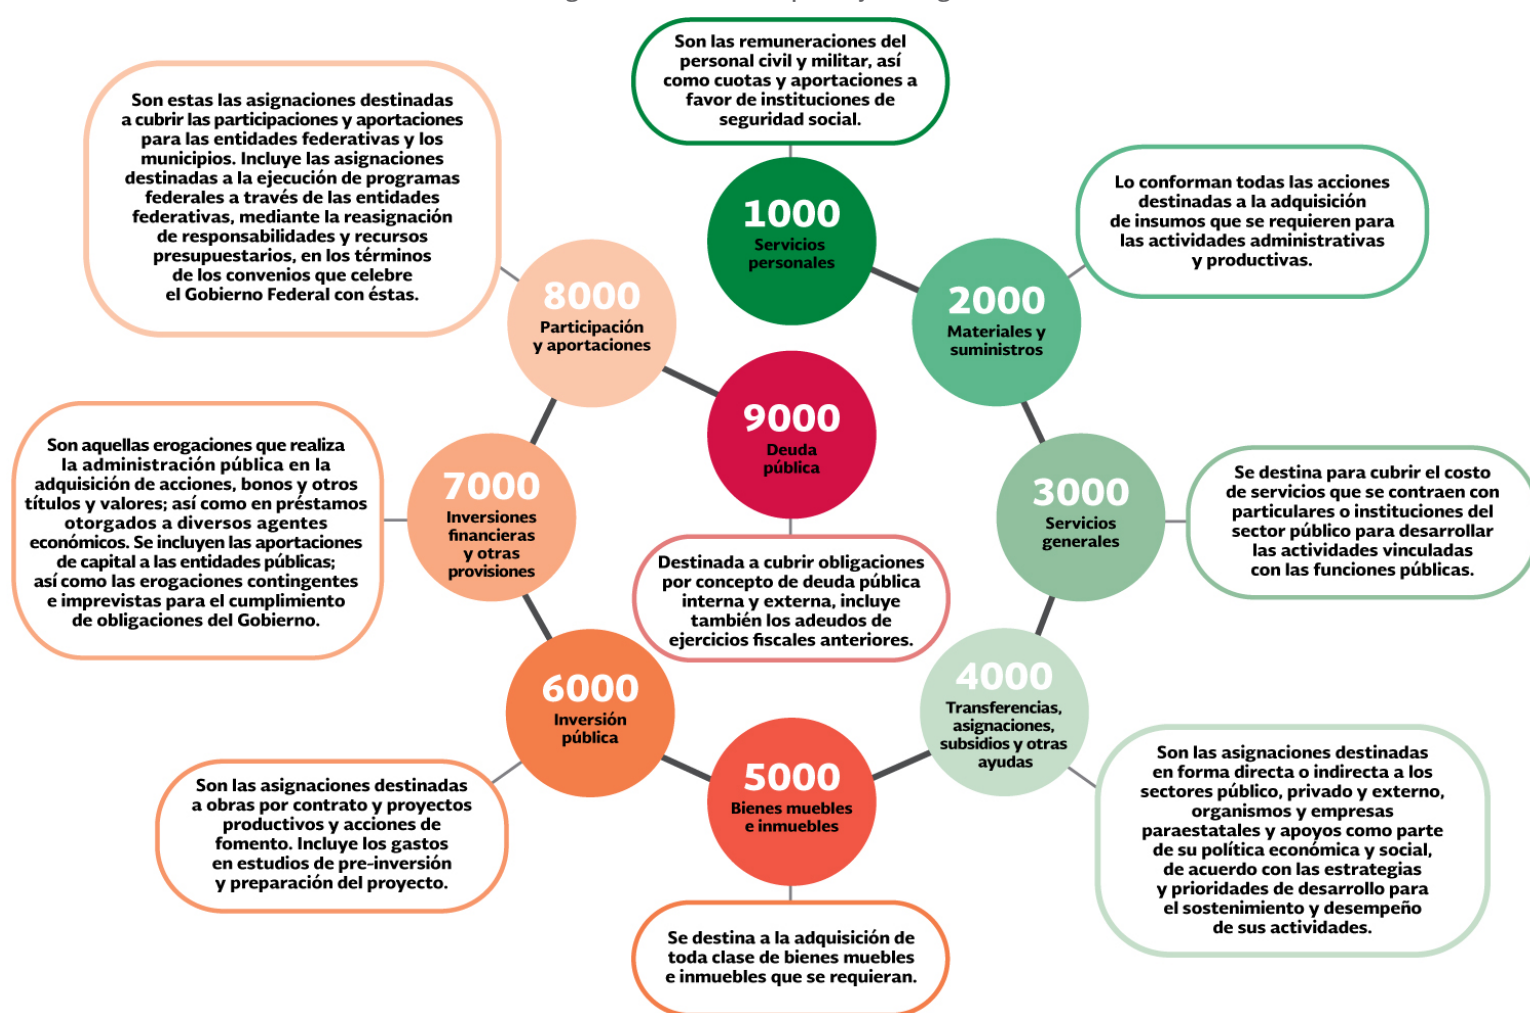 Son las remuneraciones del
personal civil y militar, así
como cuotas y aportaciones a
favor de instituciones de
seguridad social.
1000
Servicios
personales
Lo conforman todas las acciones
destinadas a la adquisición
de insumos que se requieren para
las actividades administrativas
y productivas.
2000
Materiales y
suministros
Se destina para cubrir el costo
de servicios que se contraen con
particulares o instituciones del
sector público para desarrollar
las actividades vinculadas
con las funciones públicas.
3000
Servicios
generales
4000
Transferencias,
asignaciones,
subsidios y otras
ayudas
Son las asignaciones destinadas
en forma directa o indirecta a los
sectores público, privado y externo,
organismos y empresas
paraestatales y apoyos como parte
de su política económica y social,
de acuerdo con las estrategias
y prioridades de desarrollo para
el sostenimiento y desempeño
de sus actividades.
5000
Bienes muebles
e inmuebles
Se destina a la adquisición de
toda clase de bienes muebles
e inmuebles que se requieran.
6000
Inversión
pública
Son las asignaciones destinadas
a obras por contrato y proyectos
productivos y acciones de
fomento. Incluye los gastos
en estudios de pre-inversión
y preparación del proyecto.
7000
Inversiones
financieras
y otras
provisiones
Son aquellas erogaciones que realiza
la administración pública en la
adquisición de acciones, bonos y otros
títulos y valores; así como en préstamos
otorgados a diversos agentes
económicos. Se incluyen las aportaciones
de capital a las entidades públicas;
así como las erogaciones contingentes
e imprevistas para el cumplimiento
de obligaciones del Gobierno.
8000
Participación
y aportaciones
Son estas las asignaciones destinadas
a cubrir las participaciones y aportaciones
para las entidades federativas y los
municipios. Incluye las asignaciones
destinadas a la ejecución de programas
federales a través de las entidades
federativas, mediante la reasignación
de responsabilidades y recursos
presupuestarios, en los términos
de los convenios que celebre
el Gobierno Federal con éstas.
9000
Deuda
pública
Destinada a cubrir obligaciones
por concepto de deuda pública
interna y externa, incluye
también los adeudos de
ejercicios fiscales anteriores.